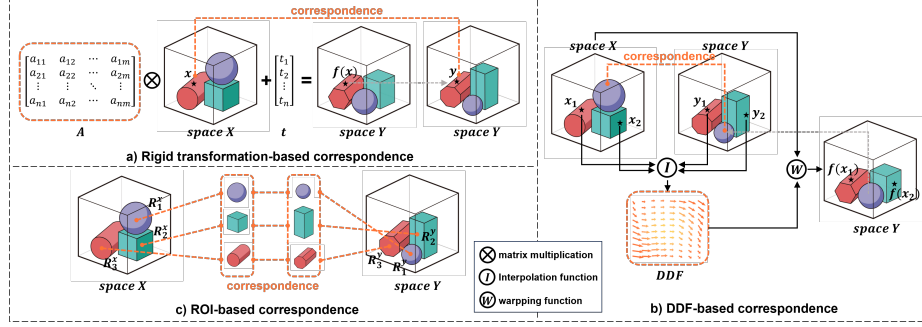 correspondence
a₁₁ a₁₂ ⋯ a₁ₘ
a₂₁ a₂₂ ⋯ a₂ₘ
⋮ ⋮ ⋱ ⋮
aₙ₁ aₙ₂ ⋯ aₙₘ
A
x
space X
+
t₁
t₂
⋮
tₙ
t
=
f(x)
space Y
y
space Y
a) Rigid transformation-based correspondence
R₁ˣ
R₂ˣ
R₃ˣ
space X
correspondence
R₂ʸ
R₃ʸ
R₁ʸ
space Y
c) ROI-based correspondence
matrix multiplication
I Interpolation function
W warpping function
space X
space Y
correspondence
x₁
x₂
y₁
y₂
I
W
DDF
f(x₁)
f(x₂)
space Y
b) DDF-based correspondence